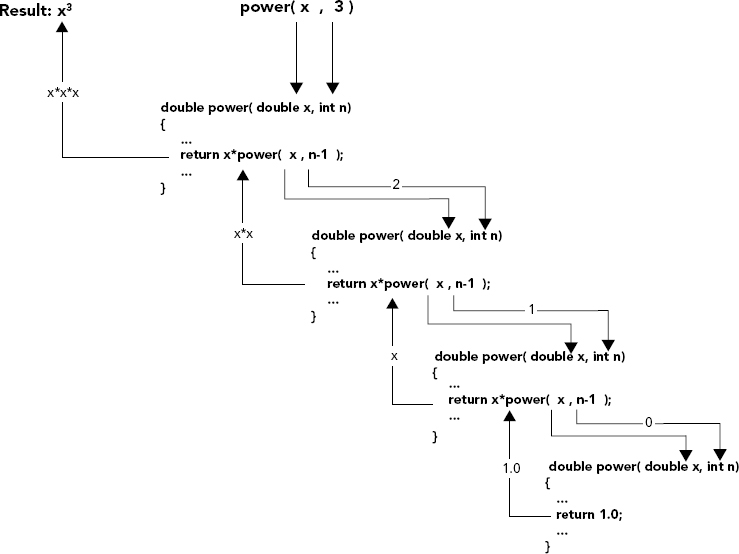 Result: x³
power( x , 3 )
x*x*x
double power( double x, int n)
{
...
return x*power( x , n-1 );
...
}
2
x*x
double power( double x, int n)
{
...
return x*power( x , n-1 );
...
}
1
x
double power( double x, int n)
{
...
return x*power( x , n-1 );
...
}
0
1.0
double power( double x, int n)
{
...
return 1.0;
...
}